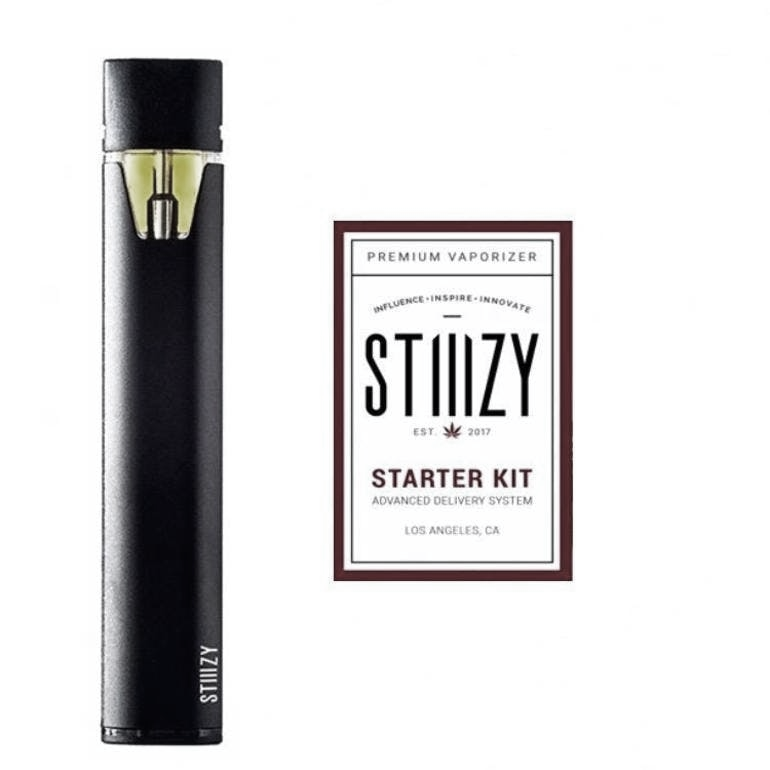 STIIIZY
PREMIUM VAPORIZER
INFLUENCE • INSPIRE • INNOVATE
STIIIZY
EST. 2017
STARTER KIT
ADVANCED DELIVERY SYSTEM
LOS ANGELES, CA